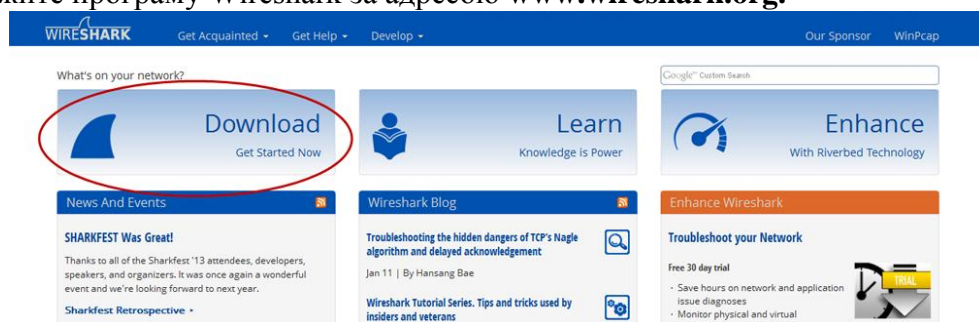 програму Wireshark за адресою www.wireshark.org.
WIRESHARK Get Acquainted Get Help Develop Our Sponsor WinPcap
What's on your network?
Google™ Custom Search
Download
Get Started Now
Learn
Knowledge is Power
Enhance
With Riverbed Technology
News And Events
SHARKFEST Was Great!
Thanks to all of the Sharkfest '13 attendees, developers,
speakers, and organizers. It was once again a wonderful
event and we're looking forward to next year.
Sharkfest Retrospective
Wireshark Blog
Troubleshooting the hidden dangers of TCP's Nagle
algorithm and delayed acknowledgement
Jan 11 | By Hansang Bae
Wireshark Tutorial Series. Tips and tricks used by
insiders and veterans
Enhance Wireshark
Troubleshoot your Network
Free 30 day trial
· Save hours on network and application
issue diagnoses
· Monitor physical and virtual
TRIAL